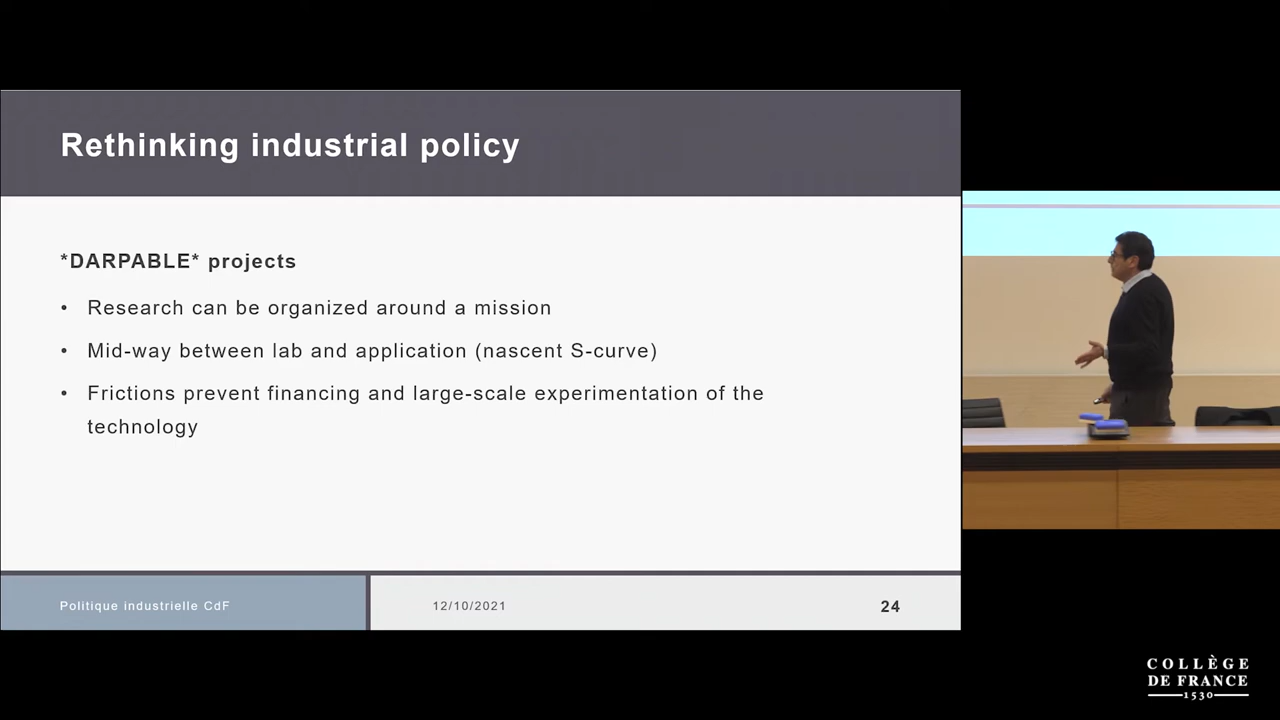 Rethinking industrial policy
*DARPABLE* projects
• Research can be organized around a mission
• Mid-way between lab and application (nascent S-curve)
• Frictions prevent financing and large-scale experimentation of the
technology
Politique industrielle CdF
12/10/2021
24
COLLÈGE
DE FRANCE
1530